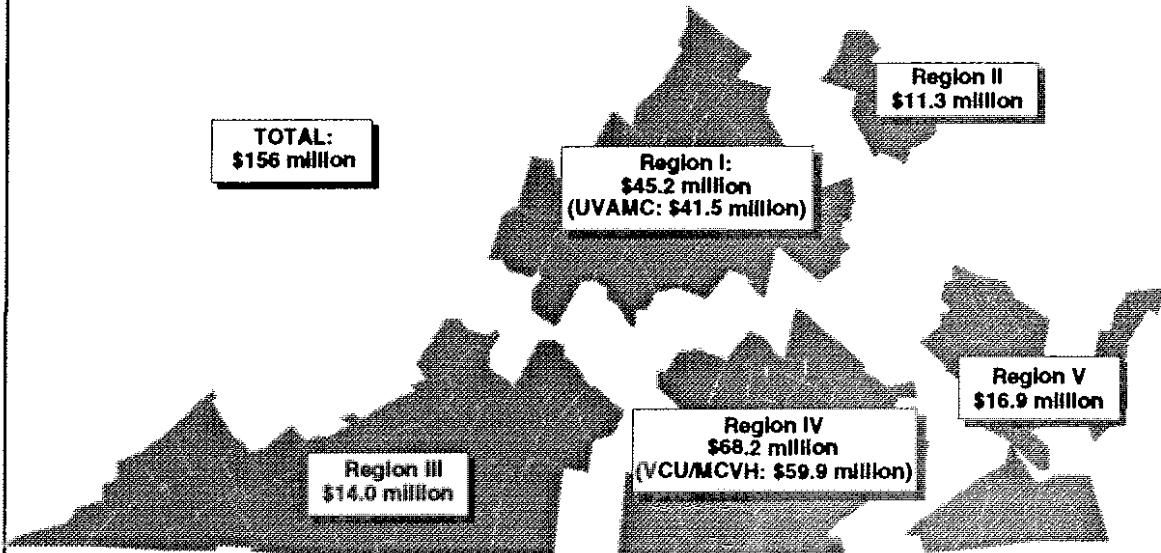 Region II
$11.3 million
TOTAL:
$156 million
Region I:
$45.2 million
(UVAMC: $41.5 million)
Region V
$16.9 million
Region IV
$68.2 million
(VCU/MCVH: $59.9 million)
Region III
$14.0 million